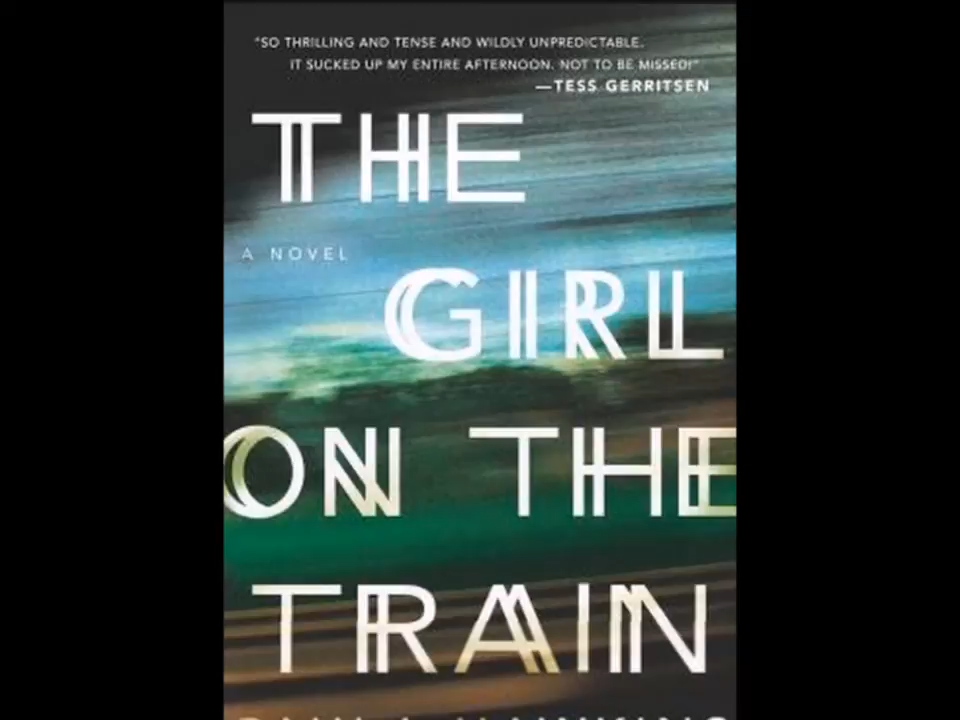 "SO THRILLING AND TENSE AND WILDLY UNPREDICTABLE.
IT SUCKED UP MY ENTIRE AFTERNOON. NOT TO BE MISSED!"
—TESS GERRITSEN
THE
A NOVEL
GIRL
ON THE
TRAIN